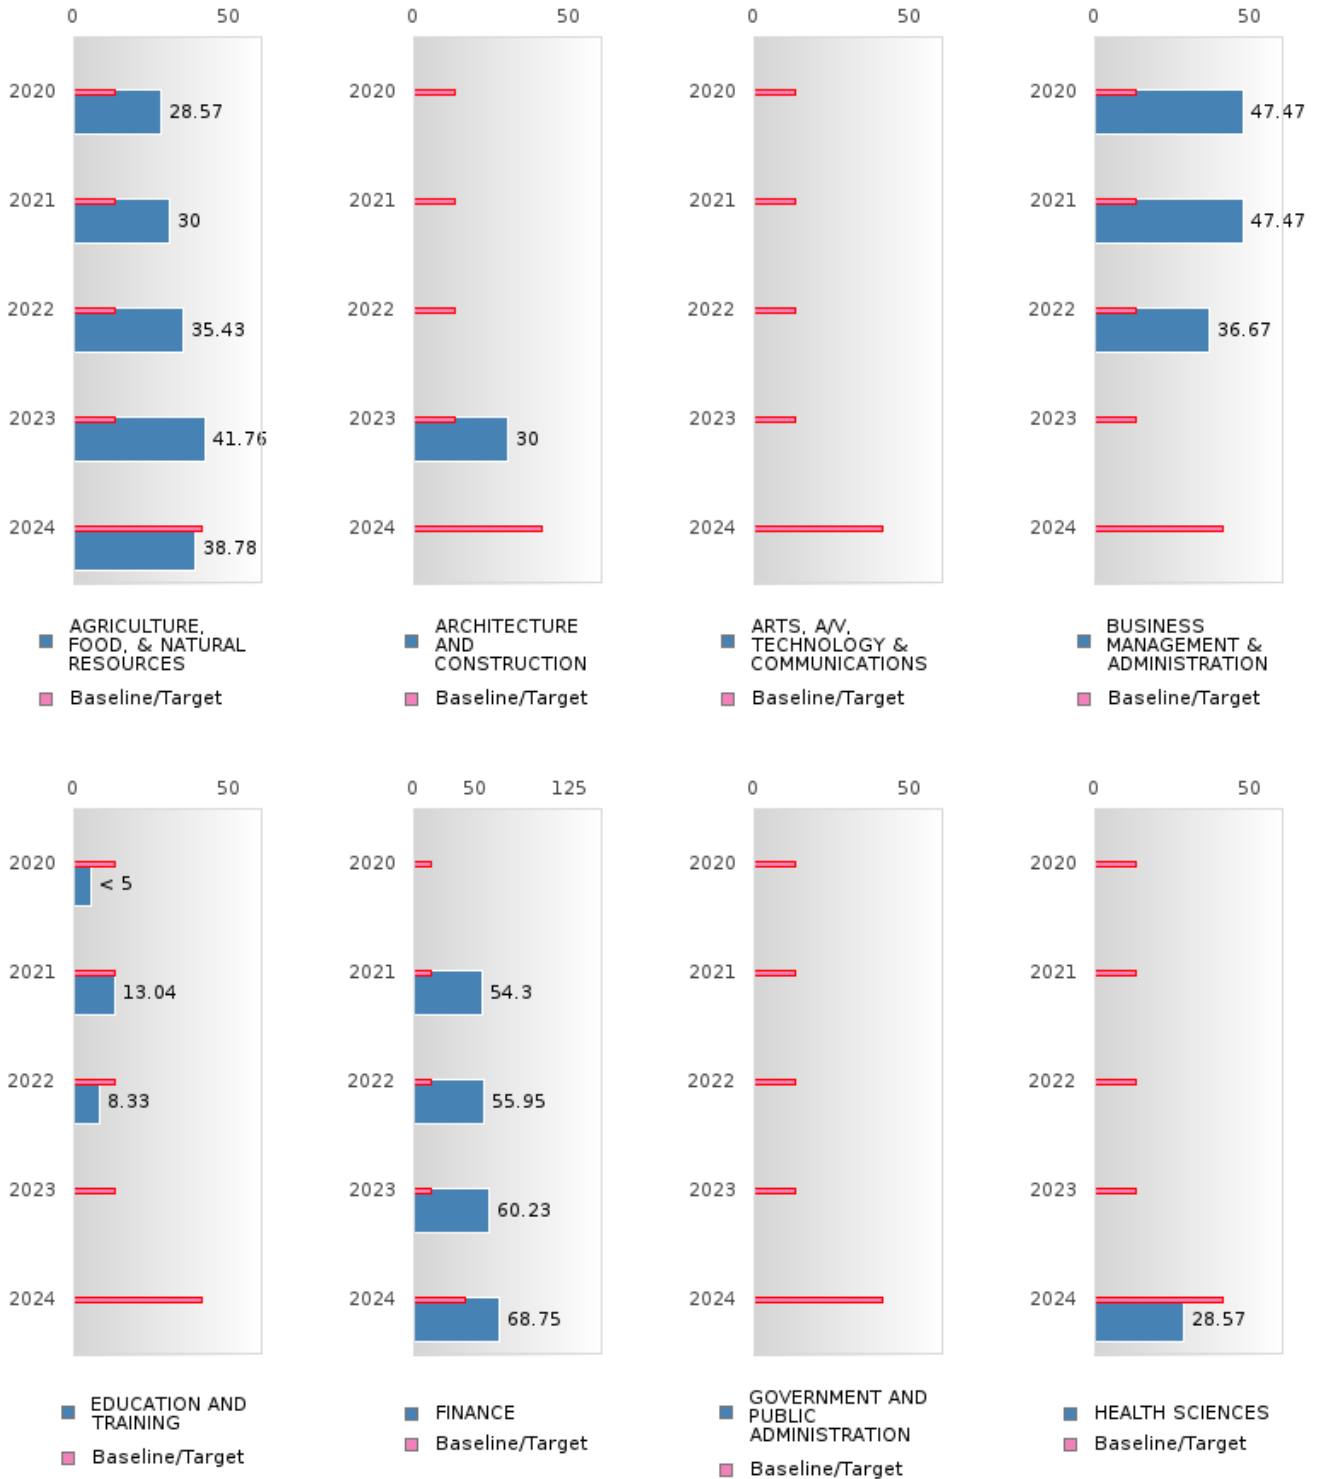 0 50
2020 28.57
2021 30
2022 35.43
2023 41.76
2024 38.78
AGRICULTURE,
FOOD, & NATURAL
RESOURCES
Baseline/Target
0 50
2020
2021
2022
2023 30
2024
ARCHITECTURE
AND
CONSTRUCTION
Baseline/Target
0 50
2020
2021
2022
2023
2024
ARTS, A/V,
TECHNOLOGY &
COMMUNICATIONS
Baseline/Target
0 50
2020 47.47
2021 47.47
2022 36.67
2023
2024
BUSINESS
MANAGEMENT &
ADMINISTRATION
Baseline/Target
0 50
2020 < 5
2021 13.04
2022 8.33
2023
2024
EDUCATION AND
TRAINING
Baseline/Target
0 50 125
2020
2021 54.3
2022 55.95
2023 60.23
2024 68.75
FINANCE
Baseline/Target
0 50
2020
2021
2022
2023
2024
GOVERNMENT AND
PUBLIC
ADMINISTRATION
Baseline/Target
0 50
2020
2021
2022
2023
2024 28.57
HEALTH SCIENCES
Baseline/Target